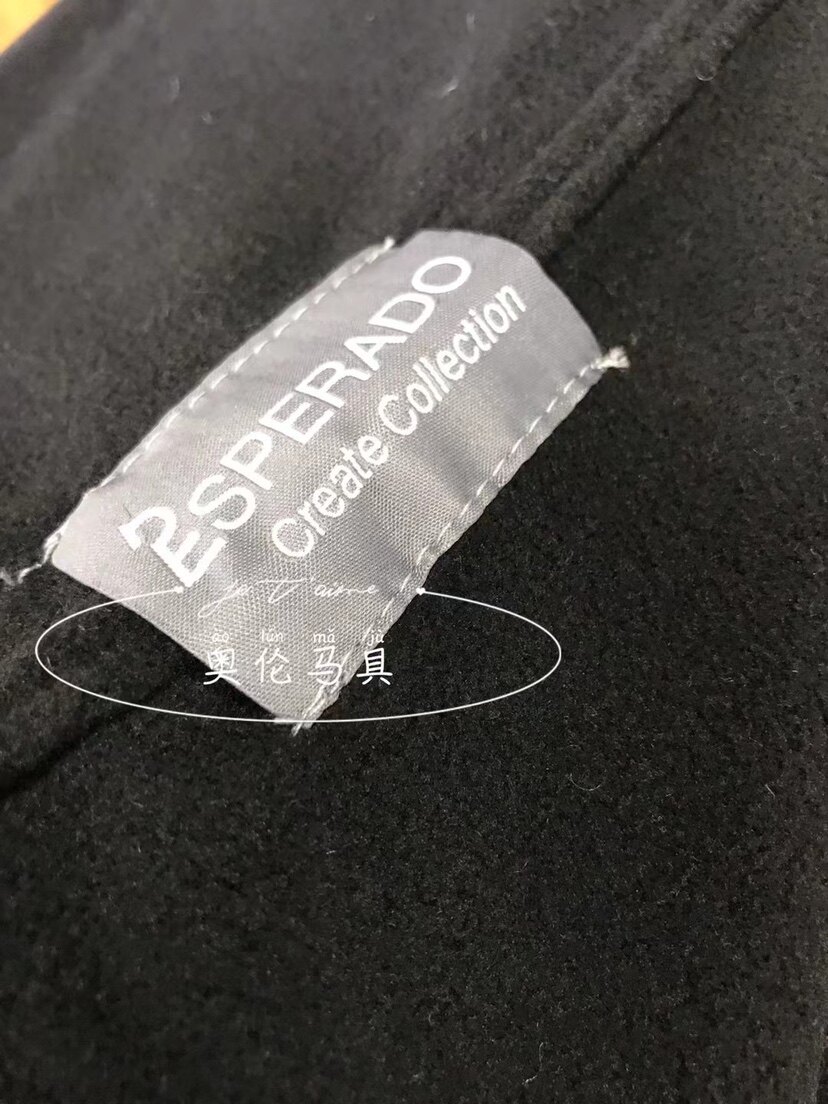 ESPERADO
Create Collection
je t'aime
ào lún mǎ jù
奥伦马具